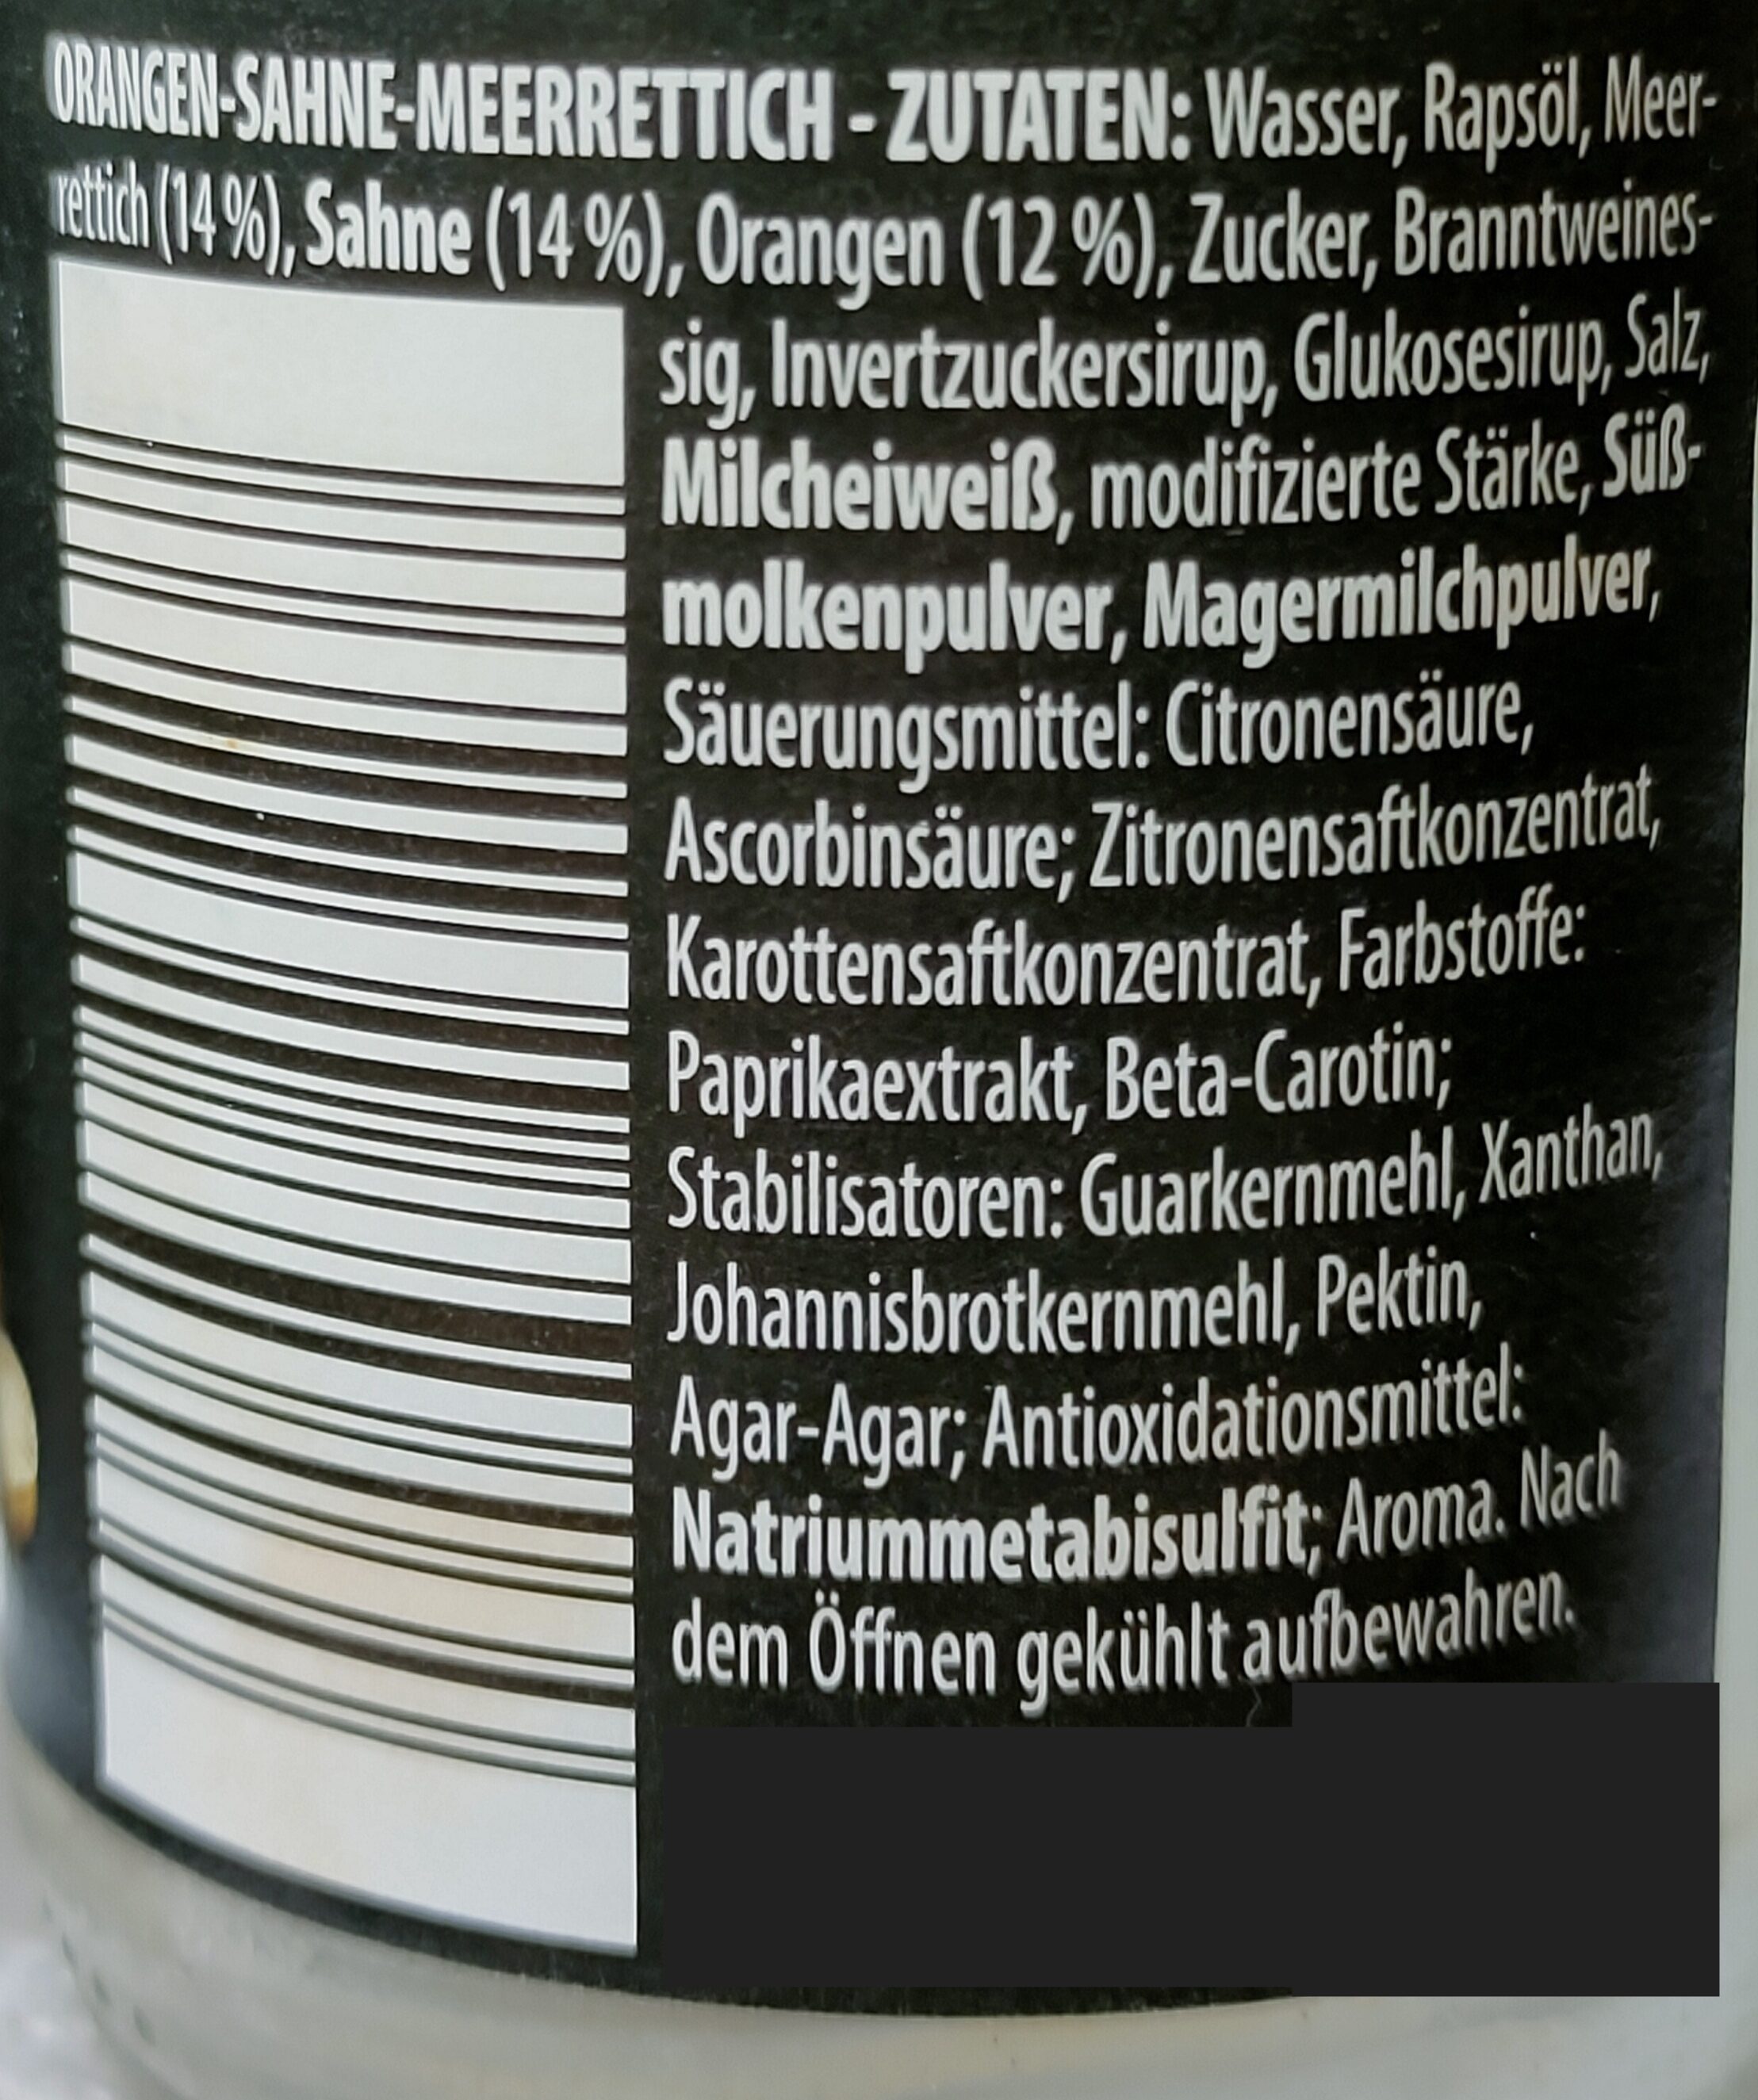 ORANGEN-SAHNE-MEERRETTICH - ZUTATEN: Wasser, Rapsöl, Meer-
rettich (14 %), Sahne (14 %), Orangen (12 %), Zucker, Branntweines-
sig, Invertzuckersirup, Glukosesirup, Salz,
Milcheiweiß, modifizierte Stärke, Süß-
molkenpulver, Magermilchpulver,
Säuerungsmittel: Citronensäure,
Ascorbinsäure; Zitronensaftkonzentrat,
Karottensaftkonzentrat, Farbstoffe:
Paprikaextrakt, Beta-Carotin;
Stabilisatoren: Guarkernmehl, Xanthan,
Johannisbrotkernmehl, Pektin,
Agar-Agar; Antioxidationsmittel:
Natriummetabisulfit; Aroma. Nach
dem Öffnen gekühlt aufbewahren.